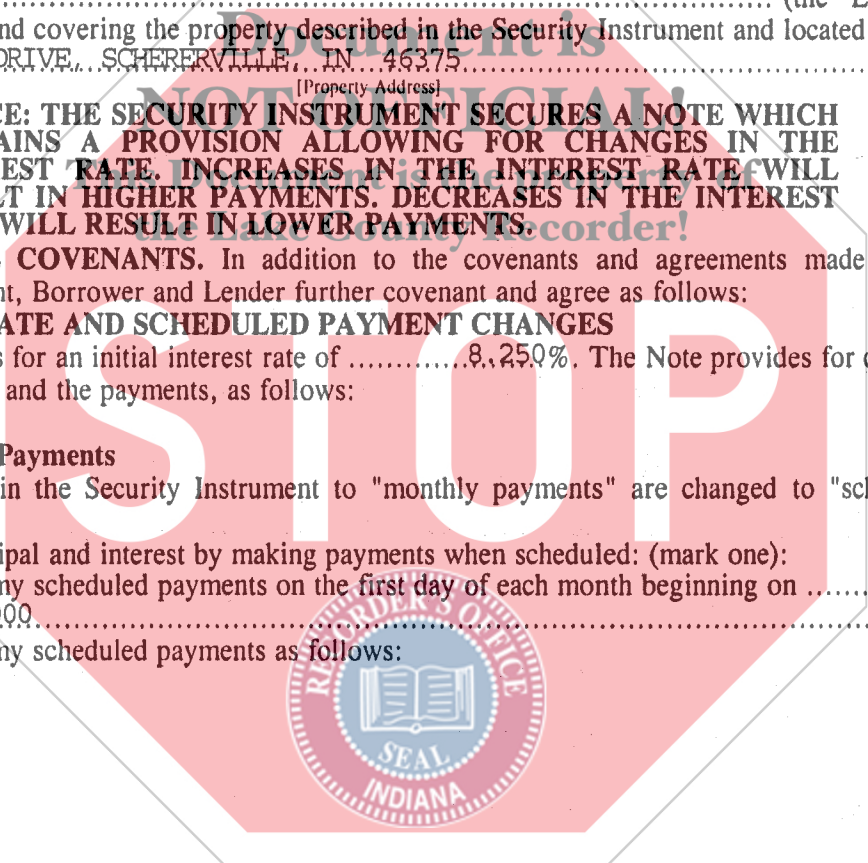 (the
nd covering the property described in the Security Instrument and located
DRIVE, SCHERERVILLE, IN 46375
[Property Address]
CE: THE SECURITY INSTRUMENT SECURES A NOTE WHICH
AINS A PROVISION ALLOWING FOR CHANGES IN THE
EST RATE. INCREASES IN THE INTEREST RATE WILL
LT IN HIGHER PAYMENTS. DECREASES IN THE INTEREST
WILL RESULT IN LOWER PAYMENTS.
COVENANTS. In addition to the covenants and agreements made
nt, Borrower and Lender further covenant and agree as follows:
ATE AND SCHEDULED PAYMENT CHANGES
s for an initial interest rate of .............8.250%. The Note provides for
and the payments, as follows:
Payments
in the Security Instrument to "monthly payments" are changed to "sch
ipal and interest by making payments when scheduled: (mark one):
my scheduled payments on the first day of each month beginning on ........
000
my scheduled payments as follows:
Document is
NOT OFFICIAL!
This Document is the property of
the Lake County Recorder!
STOP
RECORDER'S OFFICE
SEAL
INDIANA